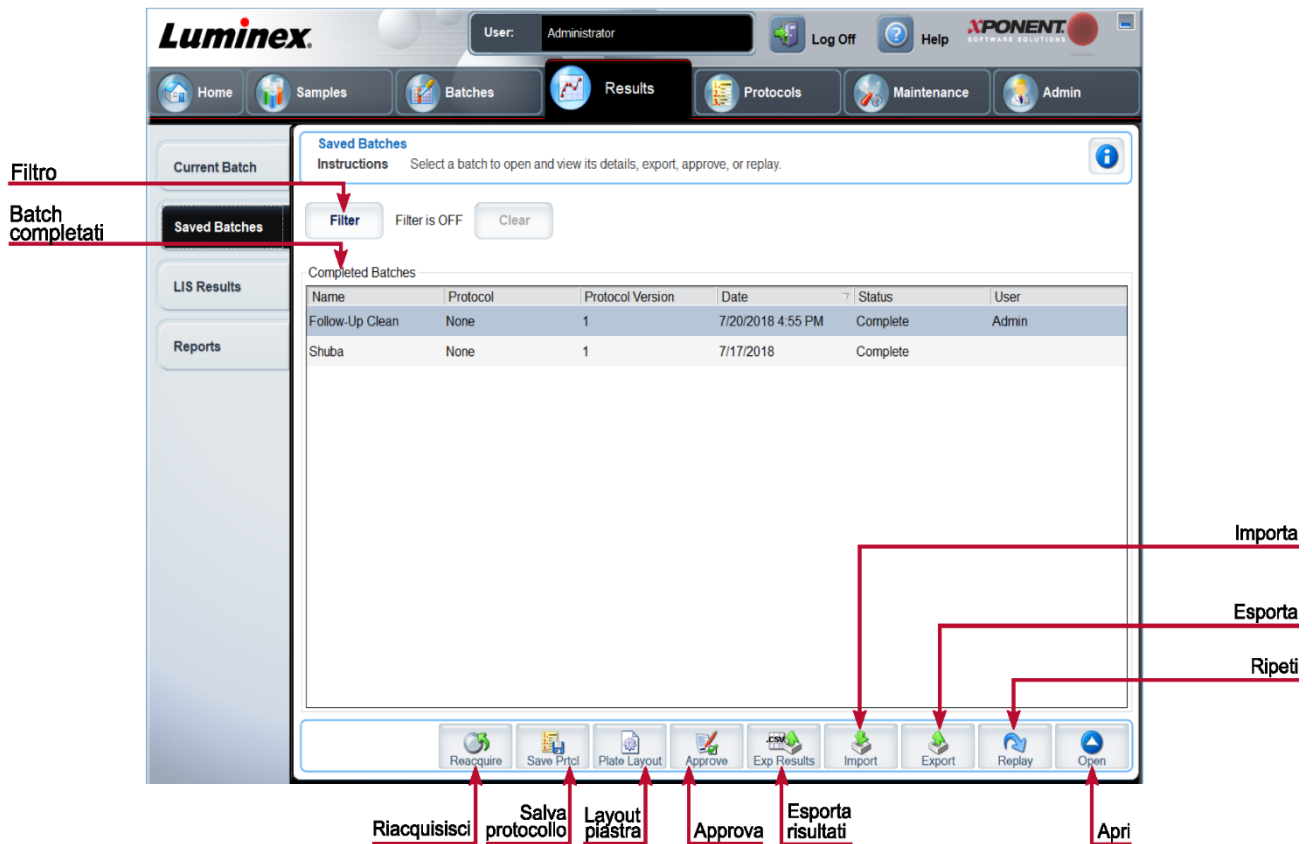 Luminex.
User:
Administrator
Log Off
Help
XPONENT.
SOFTWARE SOLUTIONS
Home
Samples
Batches
Results
Protocols
Maintenance
Admin
Filtro
Batch
completati
Current Batch
Saved Batches
LIS Results
Reports
Saved Batches
Instructions Select a batch to open and view its details, export, approve, or replay.
Filter
Filter is OFF
Clear
Completed Batches
Name Protocol Protocol Version Date Status User
Follow-Up Clean None 1 7/20/2018 4:55 PM Complete Admin
Shuba None 1 7/17/2018 Complete
Importa
Esporta
Ripeti
.CSV
Reacquire
Save Prtcl
Plate Layout
Approve
Exp Results
Import
Export
Replay
Open
Riacquisisci
Salva
protocollo
Layout
piastra
Approva
Esporta
risultati
Apri